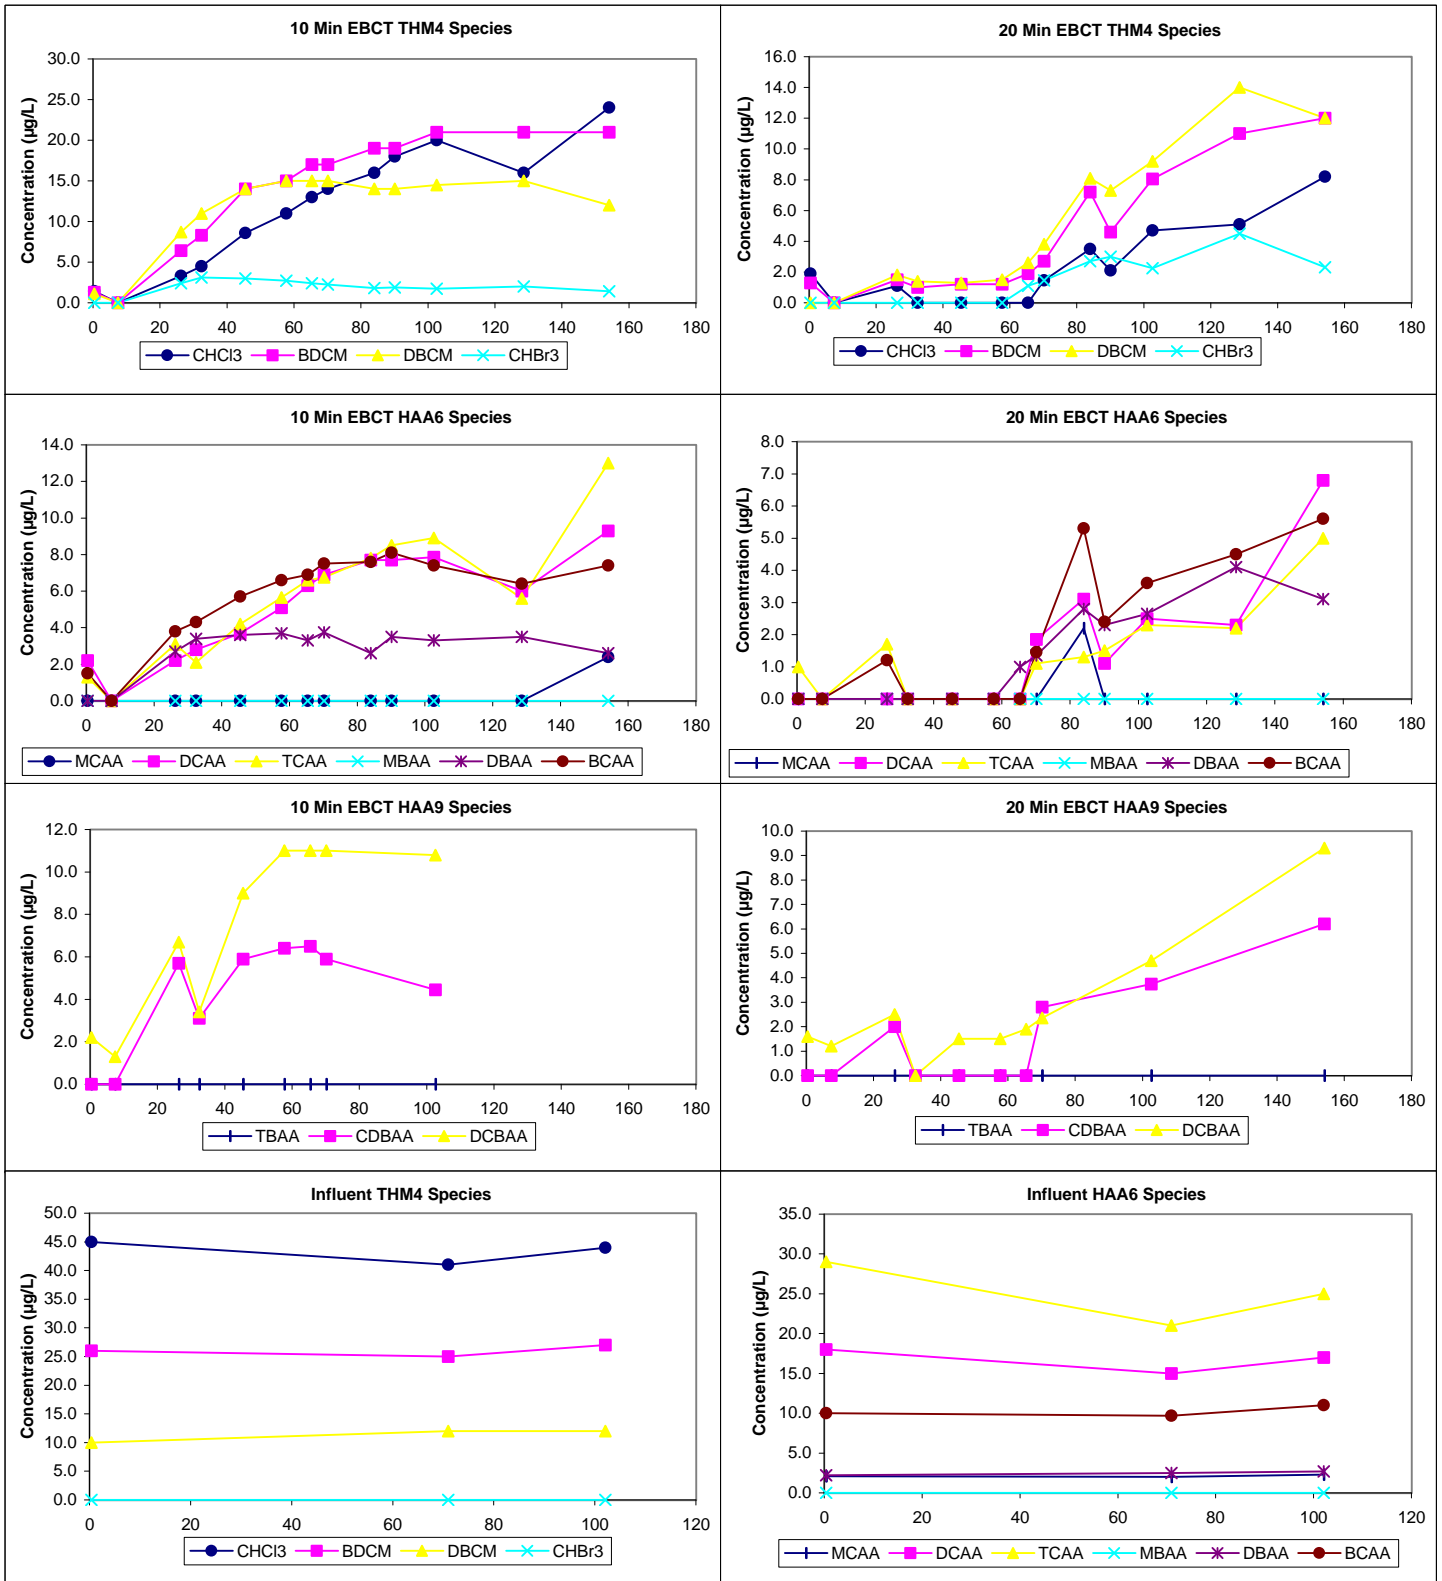 10 Min EBCT THM4 Species
Concentration (µg/L)
30.0
25.0
20.0
15.0
10.0
5.0
0.0
0 20 40 60 80 100 120 140 160 180
CHCl3 BDCM DBCM CHBr3
20 Min EBCT THM4 Species
Concentration (µg/L)
16.0
14.0
12.0
10.0
8.0
6.0
4.0
2.0
0.0
0 20 40 60 80 100 120 140 160 180
CHCl3 BDCM DBCM CHBr3
10 Min EBCT HAA6 Species
Concentration (µg/L)
14.0
12.0
10.0
8.0
6.0
4.0
2.0
0.0
0 20 40 60 80 100 120 140 160 180
MCAA DCAA TCAA MBAA DBAA BCAA
20 Min EBCT HAA6 Species
Concentration (µg/L)
8.0
7.0
6.0
5.0
4.0
3.0
2.0
1.0
0.0
0 20 40 60 80 100 120 140 160 180
MCAA DCAA TCAA MBAA DBAA BCAA
10 Min EBCT HAA9 Species
Concentration (µg/L)
12.0
10.0
8.0
6.0
4.0
2.0
0.0
0 20 40 60 80 100 120 140 160 180
TBAA CDBAA DCBAA
20 Min EBCT HAA9 Species
Concentration (µg/L)
10.0
9.0
8.0
7.0
6.0
5.0
4.0
3.0
2.0
1.0
0.0
0 20 40 60 80 100 120 140 160 180
TBAA CDBAA DCBAA
Influent THM4 Species
Concentration (µg/L)
50.0
45.0
40.0
35.0
30.0
25.0
20.0
15.0
10.0
5.0
0.0
0 20 40 60 80 100 120
CHCl3 BDCM DBCM CHBr3
Influent HAA6 Species
Concentration (µg/L)
35.0
30.0
25.0
20.0
15.0
10.0
5.0
0.0
0 20 40 60 80 100 120
MCAA DCAA TCAA MBAA DBAA BCAA